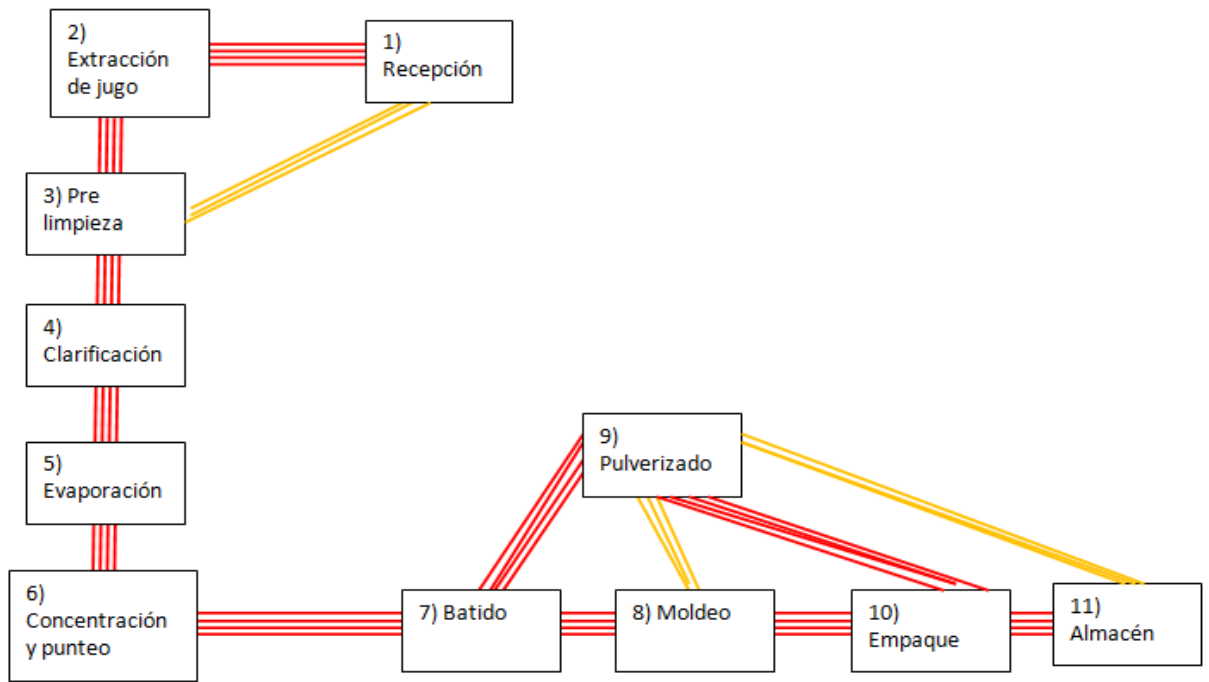 2)
Extracción
de jugo
1)
Recepción
3) Pre
limpieza
4)
Clarificación
5)
Evaporación
6)
Concentración
y punteo
7) Batido
8) Moldeo
9)
Pulverizado
10)
Empaque
11)
Almacén